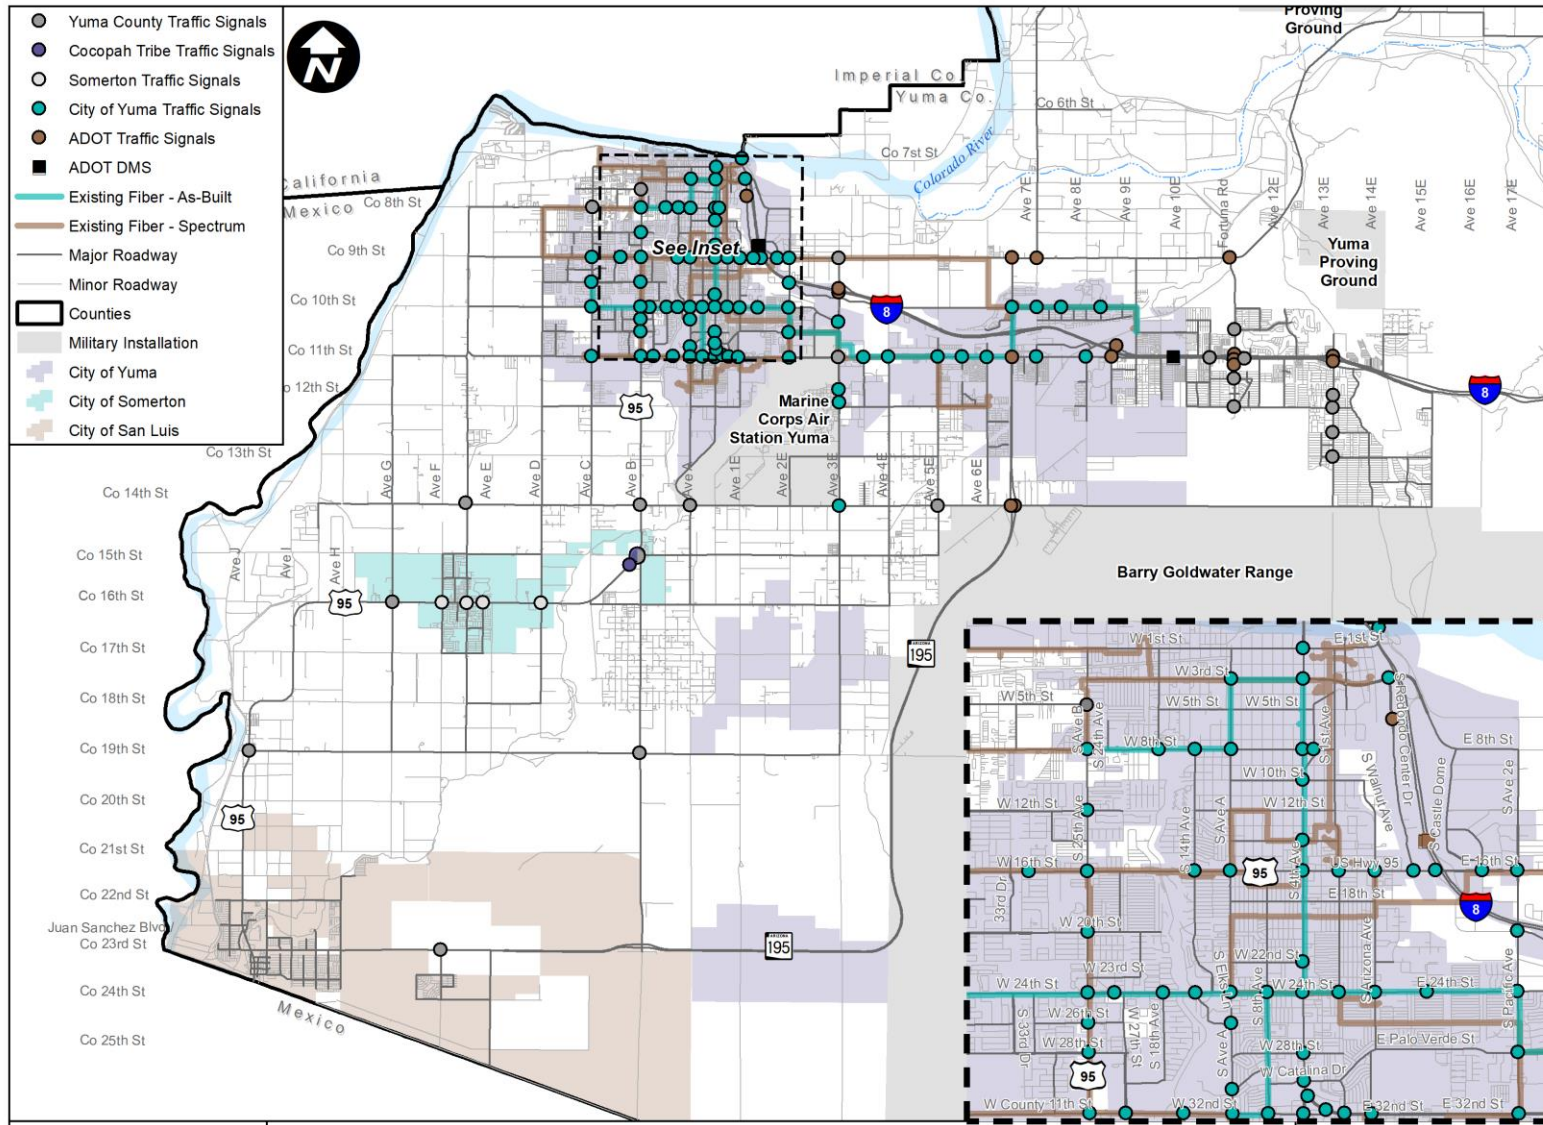 Yuma County Traffic Signals
Cocopah Tribe Traffic Signals
Somerton Traffic Signals
City of Yuma Traffic Signals
ADOT Traffic Signals
ADOT DMS
Existing Fiber - As-Built
Existing Fiber - Spectrum
Major Roadway
Minor Roadway
Counties
Military Installation
City of Yuma
City of Somerton
City of San Luis
N
Proving
Ground
Imperial Co.
Yuma Co.
Co 6th St
Co 7st St
Colorado River
California
Mexico
Co 8th St
Co 9th St
Co 10th St
Co 11th St
o 12th St
Co 13th St
Co 14th St
Co 15th St
Co 16th St
Co 17th St
Co 18th St
Co 19th St
Co 20th St
Co 21st St
Co 22nd St
Juan Sanchez Blvd/
Co 23rd St
Co 24th St
Co 25th St
Mexico
See Inset
Ave 7E
Ave 8E
Ave 9E
Ave 10E
Fortuna Rd
Ave 12E
Ave 13E
Ave 14E
Ave 15E
Ave 16E
Ave 17E
Yuma
Proving
Ground
8
8
95
Marine
Corps Air
Station Yuma
Ave J
Ave I
Ave H
Ave G
Ave F
Ave E
Ave D
Ave C
Ave B
Ave A
Ave 1E
Ave 2E
Ave 3E
Ave 4E
Ave 5E
Ave 6E
95
95
Barry Goldwater Range
ARIZONA
195
ARIZONA
195
W 1st St
E 1st St
W 3rd St
W 5th St
W 5th St
W 5th St
S Ave B
S 24th Ave
W 8th St
S 1st Ave
S Redondo Center Dr
E 8th St
W 10th St
S Walnut Ave
S Castle Dome
S Ave 2e
W 12th St
W 12th St
S 25th Ave
S 14th Ave
S Ave A
S 4th Ave
W 16th St
95
US Hwy 95
E 16th St
33rd Dr
E 18th St
8
W 20th St
W 22nd St
W 23rd St
S Elks Ln
S Arizona Ave
S Pacific Ave
W 24th St
W 24th St
E 24th St
S 8th Ave
S 33rd Dr
W 26th St
W 27th St
S 18th Ave
W 28th St
W 28th St
E Palo Verde St
S Ave A
W Catalina Dr
95
W County 11th St
W 32nd St
E 32nd St
E 32nd St